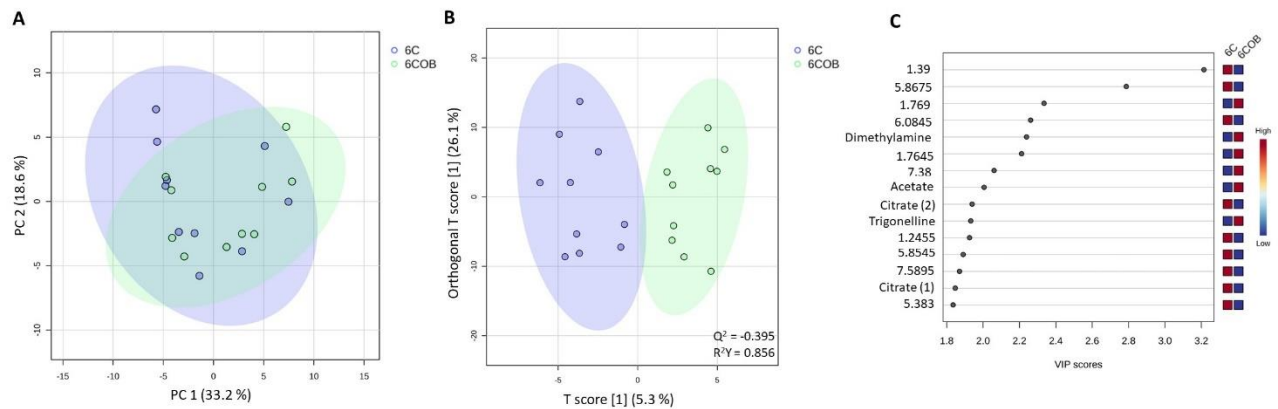 A
6C
6COB
PC 2 (18.6 %)
10
5
0
-5
-10
-15
-10
-5
0
5
10
15
PC 1 (33.2 %)
B
6C
6COB
Orthogonal T score [1] (26.1 %)
20
10
0
-10
-20
Q² = -0.395
R²Y = 0.856
-5
0
5
T score [1] (5.3 %)
C
6C
6COB
1.39
5.8675
1.769
6.0845
Dimethylamine
1.7645
7.38
Acetate
Citrate (2)
Trigonelline
1.2455
5.8545
7.5895
Citrate (1)
5.383
1.8
2.0
2.2
2.4
2.6
2.8
3.0
3.2
VIP scores
High
Low